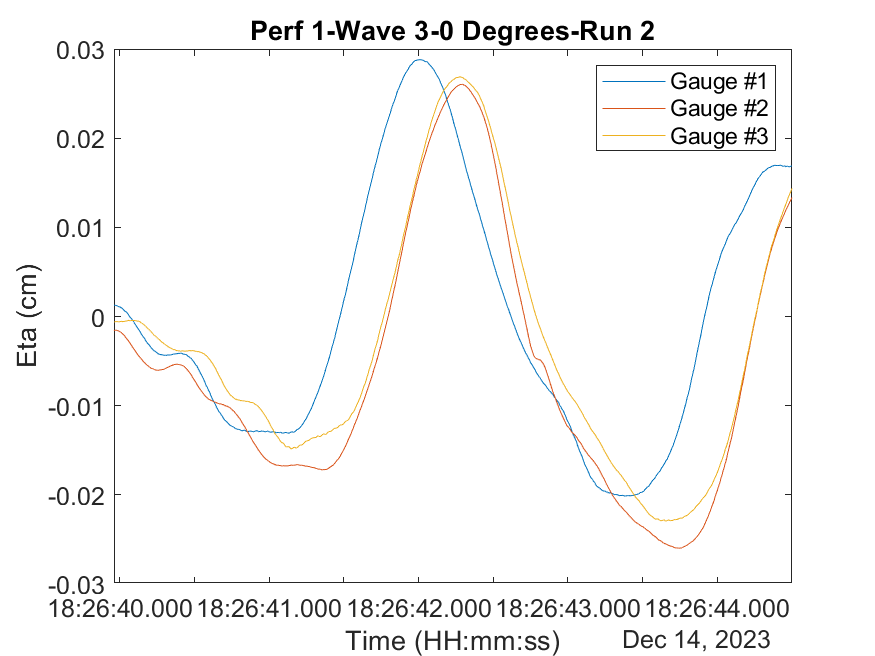 Perf 1-Wave 3-0 Degrees-Run 2
Gauge #1
Gauge #2
Gauge #3
0.03
0.02
0.01
0
-0.01
-0.02
-0.03
Eta (cm)
18:26:40.000 18:26:41.000 18:26:42.000 18:26:43.000 18:26:44.000
Time (HH:mm:ss)
Dec 14, 2023